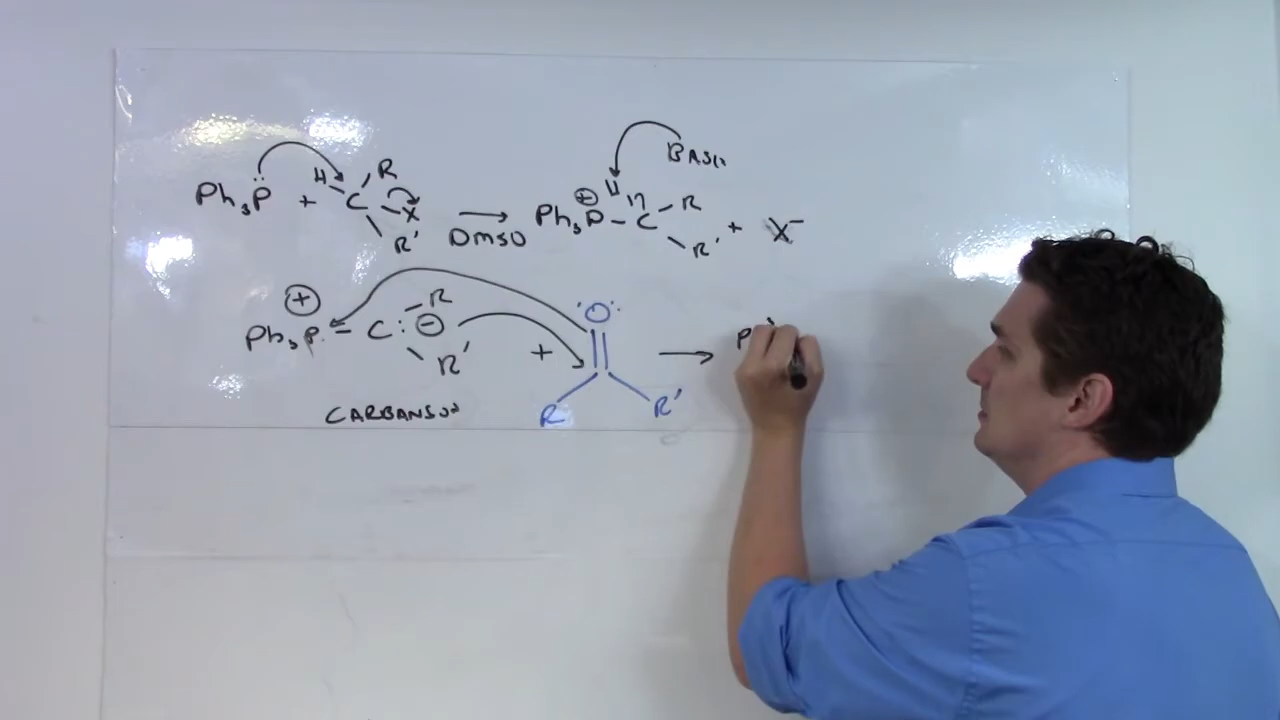 Ph₃P: + H C R X R' → DMSO Ph₃P⊕ – C H R R' + X⁻ BASE
Ph₃P⊕ – C:⊖ R R' + :O: R R' → P
CARBANION